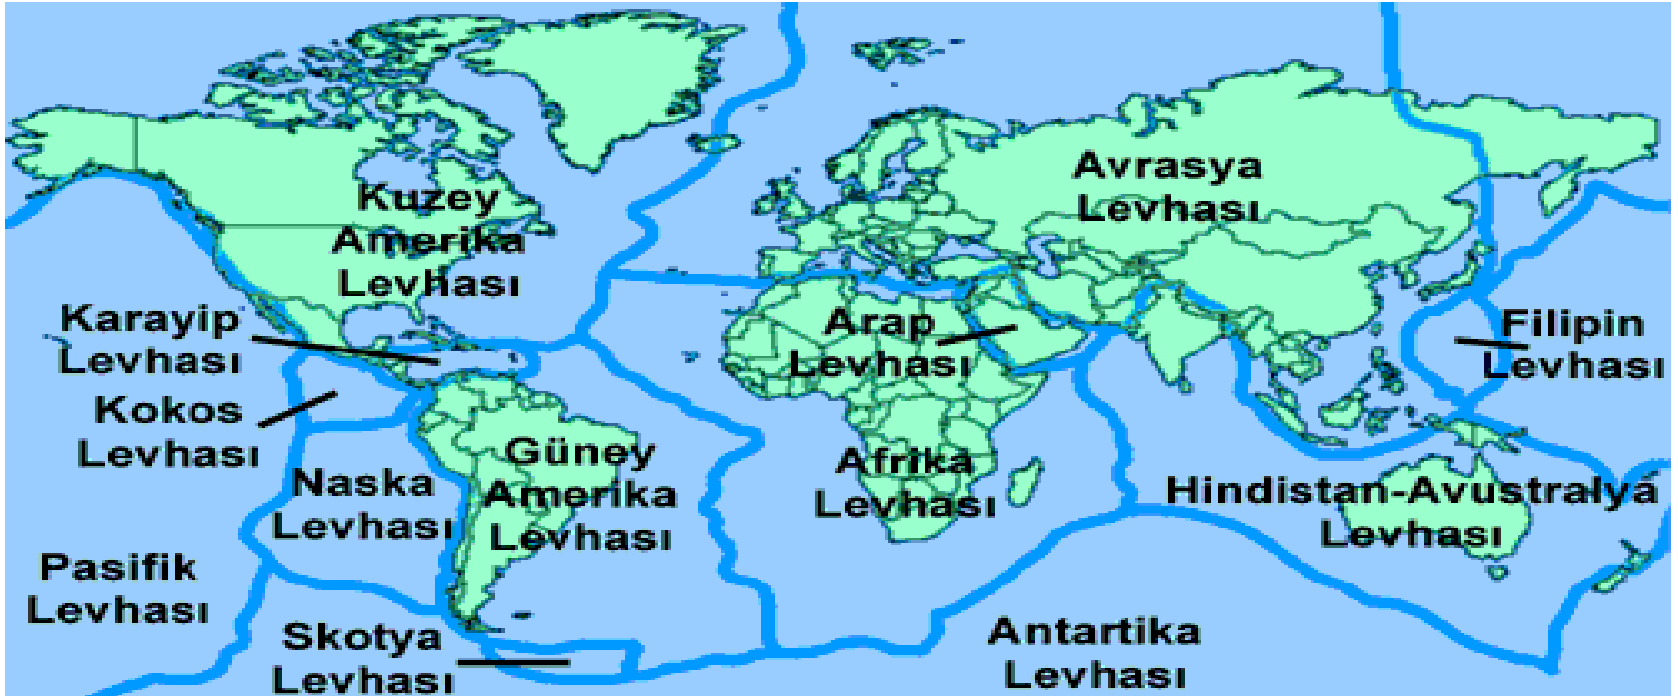 Kuzey
Amerika
Levhası
Avrasya
Levhası
Karayip
Levhası
Arap
Levhası
Filipin
Levhası
Kokos
Levhası
Naska
Levhası
Güney
Amerika
Levhası
Afrika
Levhası
Hindistan-Avustralya
Levhası
Pasifik
Levhası
Skotya
Levhası
Antartika
Levhası